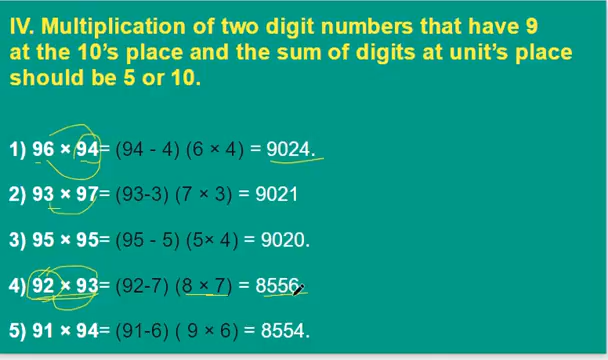 IV. Multiplication of two digit numbers that have 9
at the 10’s place and the sum of digits at unit’s place
should be 5 or 10.
1) 96 × 94= (94 - 4) (6 × 4) = 9024.
2) 93 × 97= (93-3) (7 × 3) = 9021
3) 95 × 95= (95 - 5) (5× 4) = 9020.
4) 92 × 93= (92-7) (8 × 7) = 8556.
5) 91 × 94= (91-6) ( 9 × 6) = 8554.